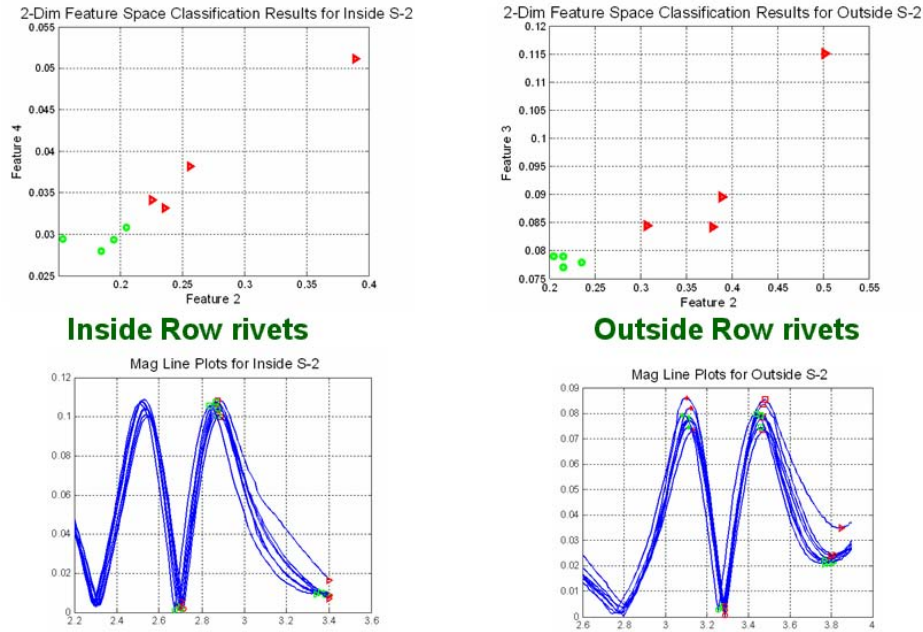 2-Dim Feature Space Classification Results for Inside S-2
0.055
0.05
0.045
0.04
0.035
0.03
0.025
Feature 4
0.2 0.25 0.3 0.35 0.4
Feature 2
Inside Row rivets
2-Dim Feature Space Classification Results for Outside S-2
0.12
0.115
0.11
0.105
0.1
0.095
0.09
0.085
0.08
0.075
Feature 3
0.2 0.25 0.3 0.35 0.4 0.45 0.5 0.55
Feature 2
Outside Row rivets
Mag Line Plots for Inside S-2
0.12
0.1
0.08
0.06
0.04
0.02
0
2.2 2.4 2.6 2.8 3 3.2 3.4 3.6
Mag Line Plots for Outside S-2
0.09
0.08
0.07
0.06
0.05
0.04
0.03
0.02
0.01
0
2.6 2.8 3 3.2 3.4 3.6 3.8 4